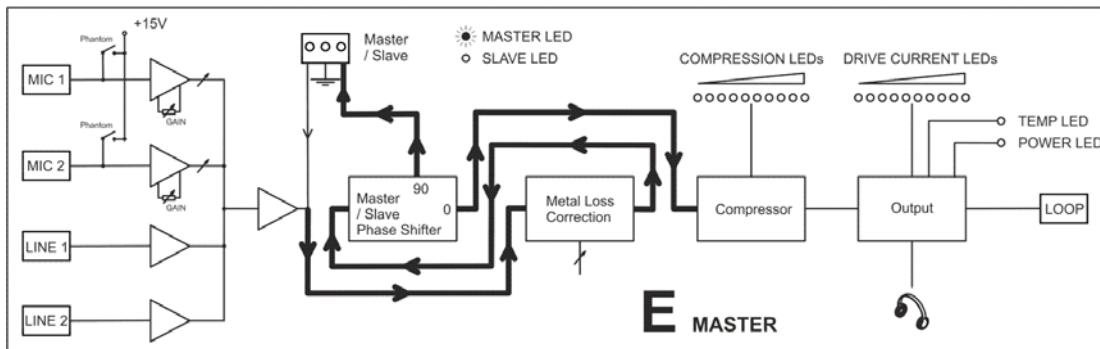 +15V
Phantom
MIC 1
GAIN
Phantom
MIC 2
GAIN
LINE 1
LINE 2
Master
/ Slave
MASTER LED
SLAVE LED
90
0
Master
/ Slave
Phase Shifter
Metal Loss
Correction
COMPRESSION LEDs
Compressor
DRIVE CURRENT LEDs
TEMP LED
POWER LED
Output
LOOP
E MASTER